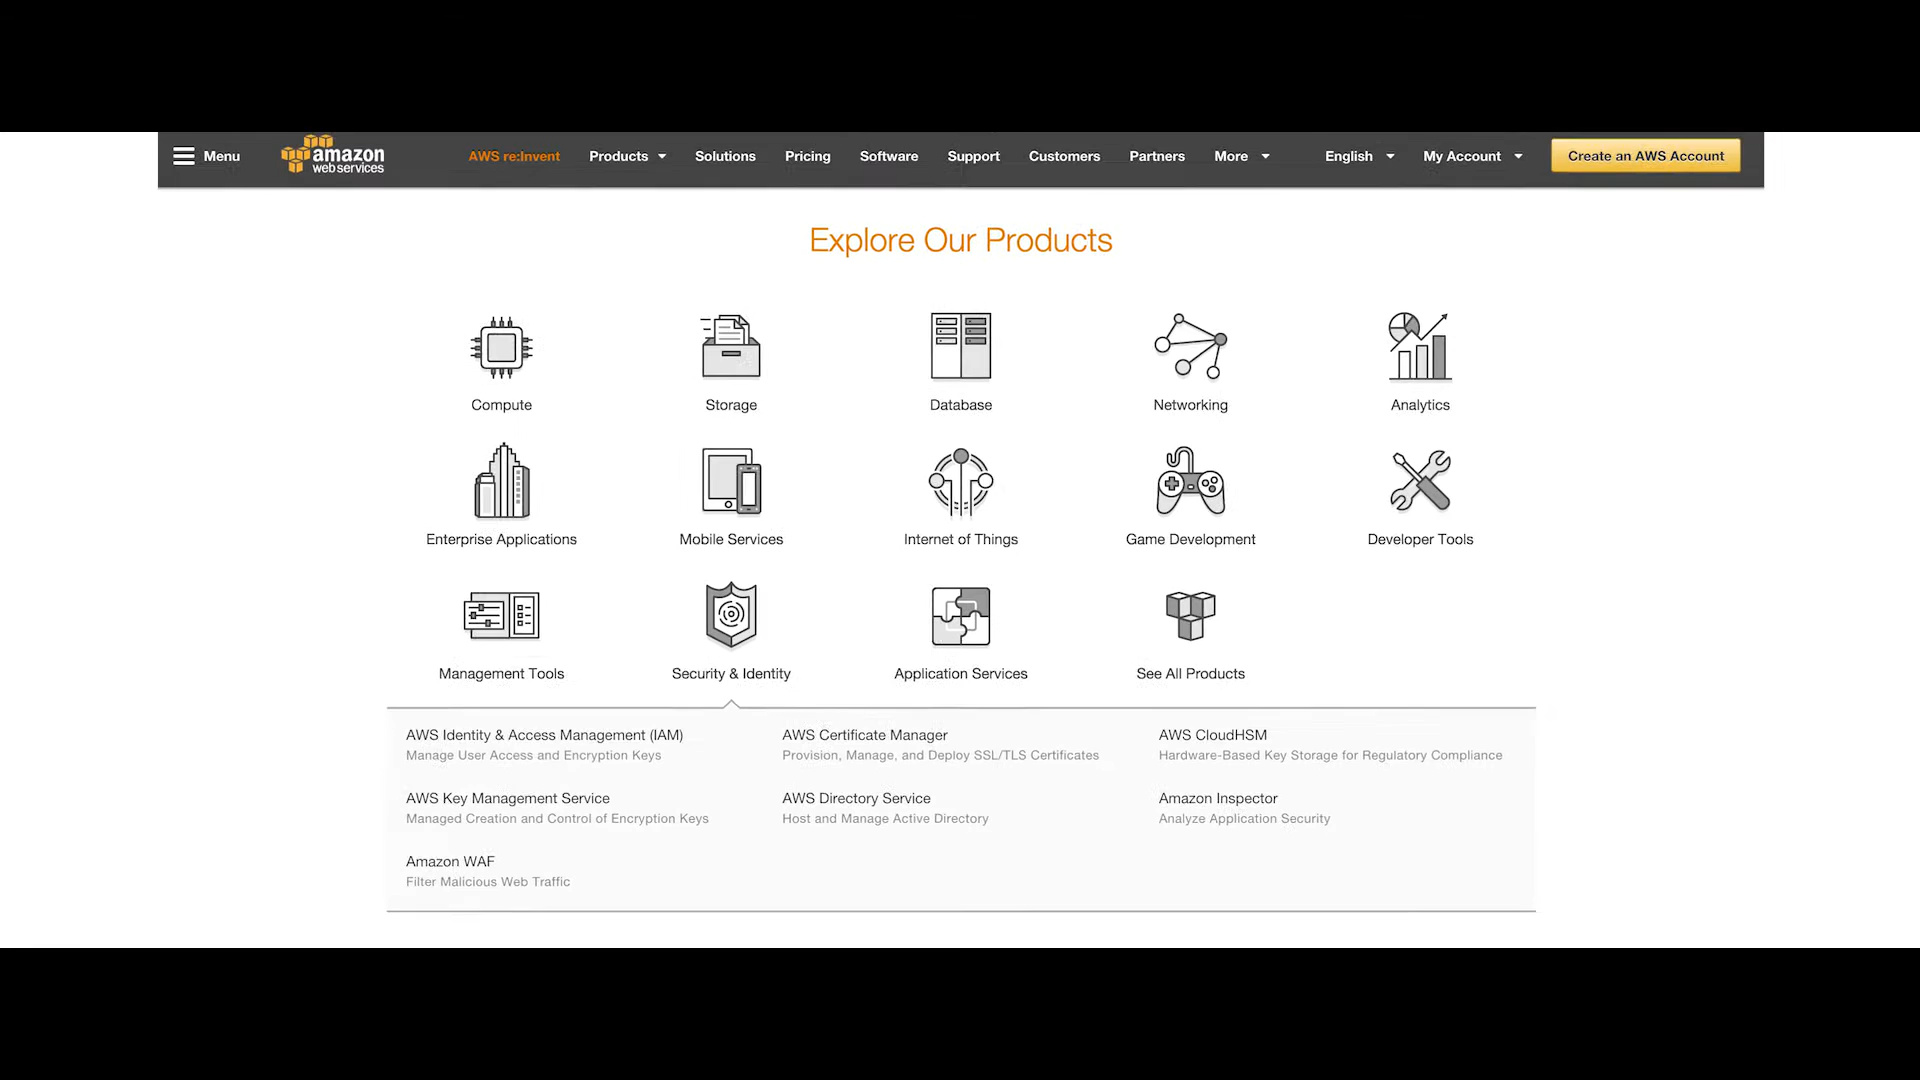 Menu
amazon
webservices
AWS re:Invent Products Solutions Pricing Software Support Customers Partners More English My Account Create an AWS Account
Explore Our Products
Compute Storage Database Networking Analytics
Enterprise Applications Mobile Services Internet of Things Game Development Developer Tools
Management Tools Security & Identity Application Services See All Products
AWS Identity & Access Management (IAM) AWS Certificate Manager AWS CloudHSM
Manage User Access and Encryption Keys Provision, Manage, and Deploy SSL/TLS Certificates Hardware-Based Key Storage for Regulatory Compliance
AWS Key Management Service AWS Directory Service Amazon Inspector
Managed Creation and Control of Encryption Keys Host and Manage Active Directory Analyze Application Security
Amazon WAF
Filter Malicious Web Traffic